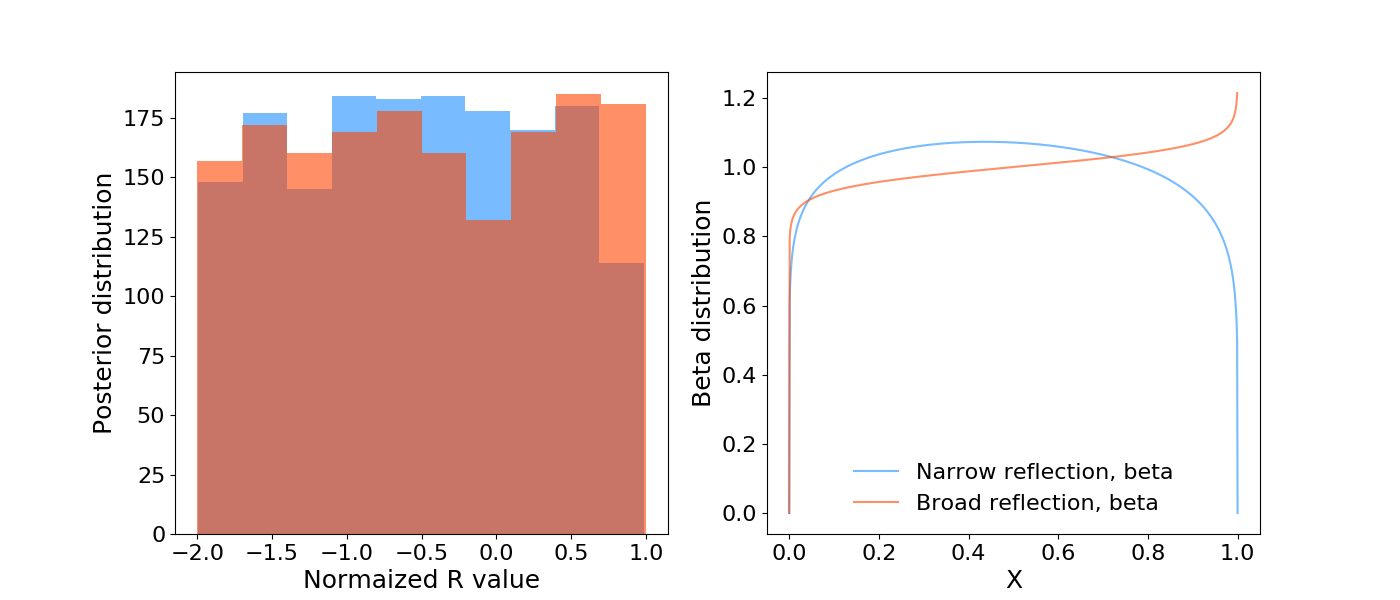 Posterior distribution
175
150
125
100
75
50
25
0
−2.0 −1.5 −1.0 −0.5 0.0 0.5 1.0
Normaized R value
Beta distribution
1.2
1.0
0.8
0.6
0.4
0.2
0.0
Narrow reflection, beta
Broad reflection, beta
0.0 0.2 0.4 0.6 0.8 1.0
X